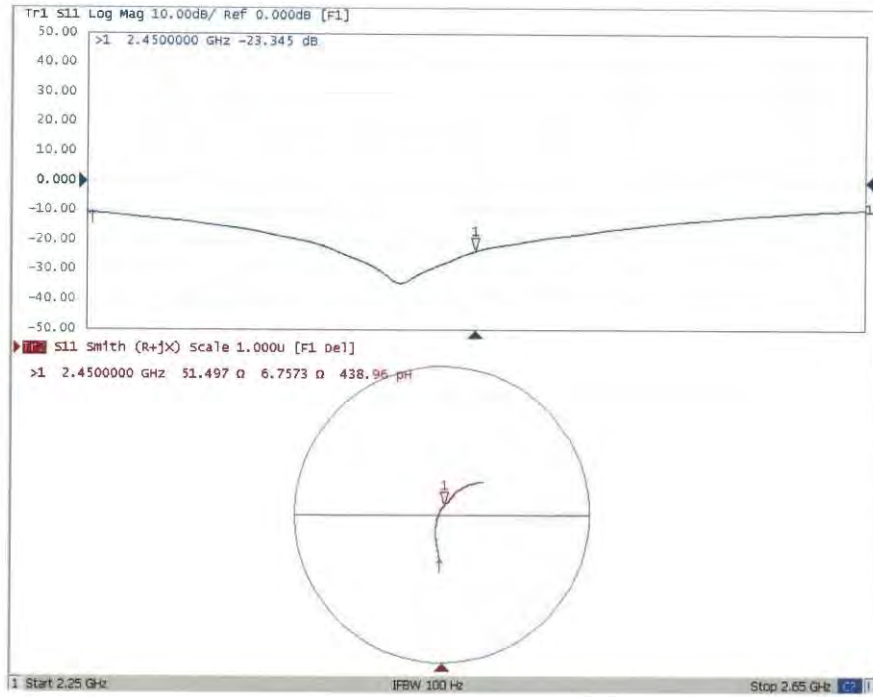 Tr1 S11 Log Mag 10.00dB/ Ref 0.000dB [F1]
50.00
>1 2.4500000 GHz -23.345 dB
40.00
30.00
20.00
10.00
0.000
-10.00
1
-20.00
1
-30.00
-40.00
-50.00
Tr2 S11 Smith (R+jX) Scale 1.000U [F1 Del]
>1 2.4500000 GHz 51.497 Ω 6.7573 Ω 438.96 pH
1
1 Start 2.25 GHz IFBW 100 Hz Stop 2.65 GHz C?